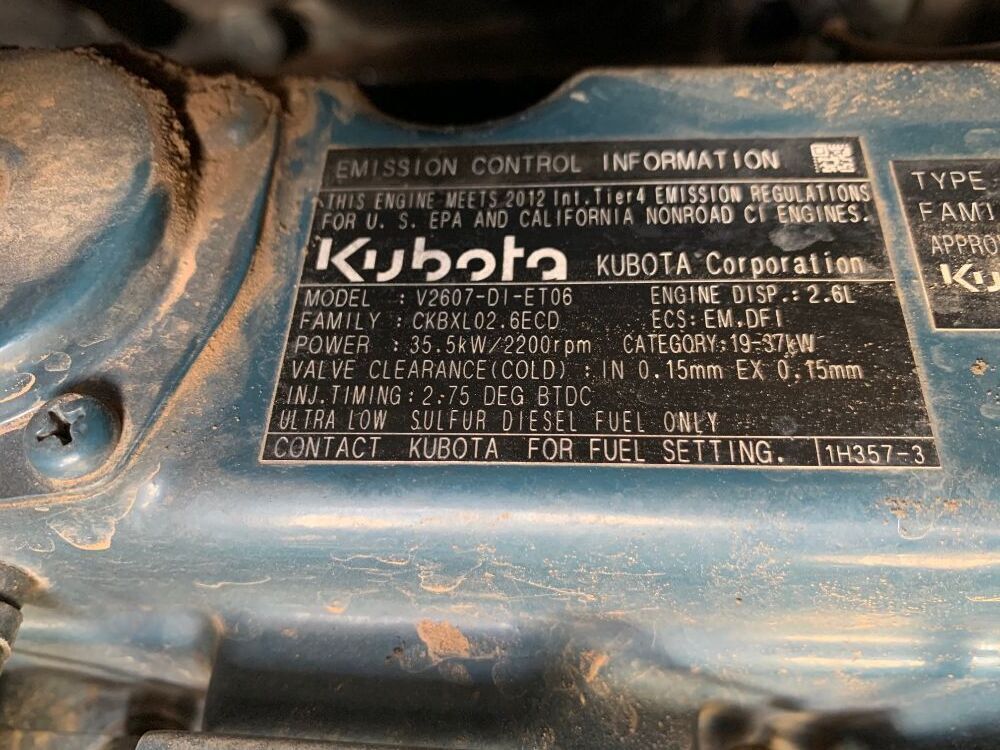 EMISSION CONTROL INFORMATION
THIS ENGINE MEETS 2012 Int.Tier4 EMISSION REGULATIONS
FOR U. S. EPA AND CALIFORNIA NONROAD CI ENGINES.
Kubota KUBOTA Corporation
MODEL : V2607-DI-ET06 ENGINE DISP.: 2.6L
FAMILY : CKBXL02.6ECD ECS: EM,DFI
POWER : 35.5kW/2200rpm CATEGORY:19-37kW
VALVE CLEARANCE(COLD) : IN 0.15mm EX 0.15mm
INJ.TIMING: 2.75 DEG BTDC
ULTRA LOW SULFUR DIESEL FUEL ONLY
CONTACT KUBOTA FOR FUEL SETTING. 1H357-3
TYPE
FAMI
APPRO
Ku